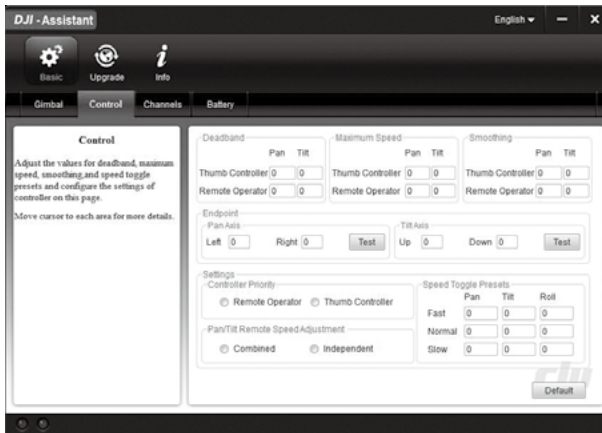 DJI - Assistant
English
Basic
Upgrade
Info
Gimbal
Control
Channels
Battery
Control
Adjust the values for deadband, maximum
speed, smoothing,and speed toggle
presets and configure the settings of
controller on this page.
Move cursor to each area for more details.
Deadband
Pan Tilt
Thumb Controller 0 0
Remote Operator 0 0
Maximum Speed
Pan Tilt
Thumb Controller 0 0
Remote Operator 0 0
Smoothing
Pan Tilt
Thumb Controller 0 0
Remote Operator 0 0
Endpoint
Pan Axis
Left 0 Right 0 Test
Tilt Axis
Up 0 Down 0 Test
Settings
Controller Priority
Remote Operator Thumb Controller
Pan/Tilt Remote Speed Adjustment
Combined Independent
Speed Toggle Presets
Pan Tilt Roll
Fast 0 0 0
Normal 0 0 0
Slow 0 0 0
Default